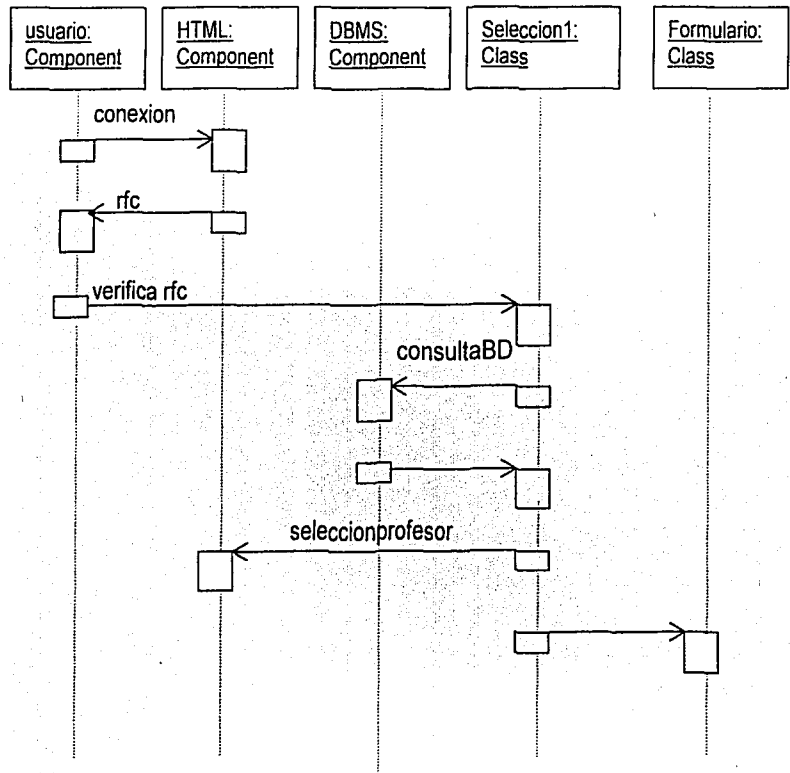 usuario:
Component
HTML:
Component
DBMS:
Component
Seleccion1:
Class
Formulario:
Class
conexion
rfc
verifica rfc
consultaBD
seleccionprofesor